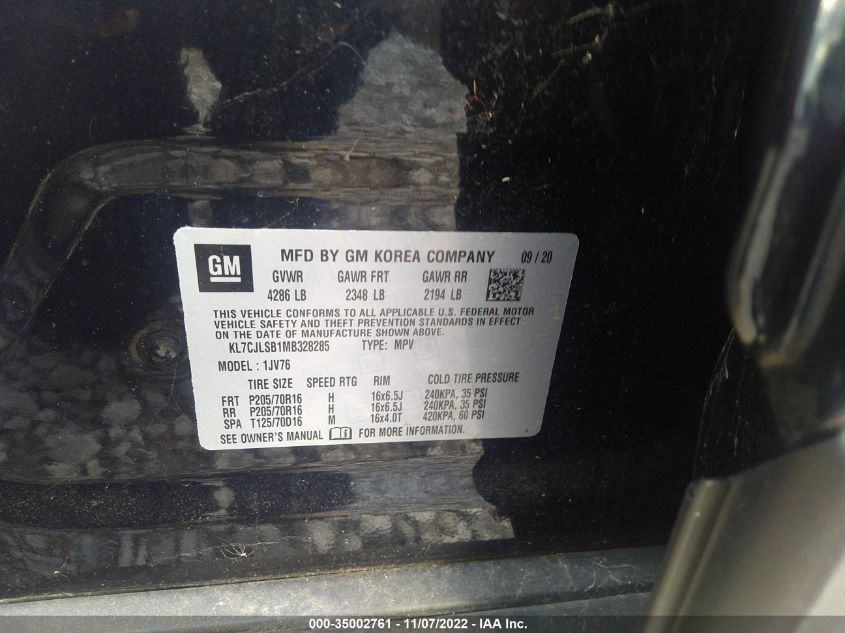 GM
MFD BY GM KOREA COMPANY 09/20
GVWR GAWR FRT GAWR RR
4286 LB 2348 LB 2194 LB
THIS VEHICLE CONFORMS TO ALL APPLICABLE U.S. FEDERAL MOTOR
VEHICLE SAFETY AND THEFT PREVENTION STANDARDS IN EFFECT
ON THE DATE OF MANUFACTURE SHOWN ABOVE.
KL7CJLSB1MB328285 TYPE: MPV
MODEL: 1JV76
TIRE SIZE SPEED RTG RIM COLD TIRE PRESSURE
FRT P205/70R16 H 16x6.5J 240KPA, 35 PSI
RR P205/70R16 H 16x6.5J 240KPA, 35 PSI
SPA T125/70D16 M 16x4.0T 420KPA, 60 PSI
SEE OWNER'S MANUAL FOR MORE INFORMATION.
000-35002761 - 11/07/2022 - IAA Inc.